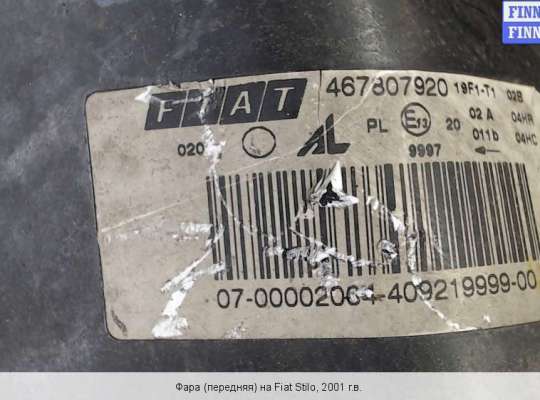 FINN
FINN
FIAT 467807920 19F1-T1 02B
020 AL PL E13 20 02 A 04HR
9997 011b 04HC
07-00002064-409219999-00
Фара (передняя) на Fiat Stilo, 2001 г.в.